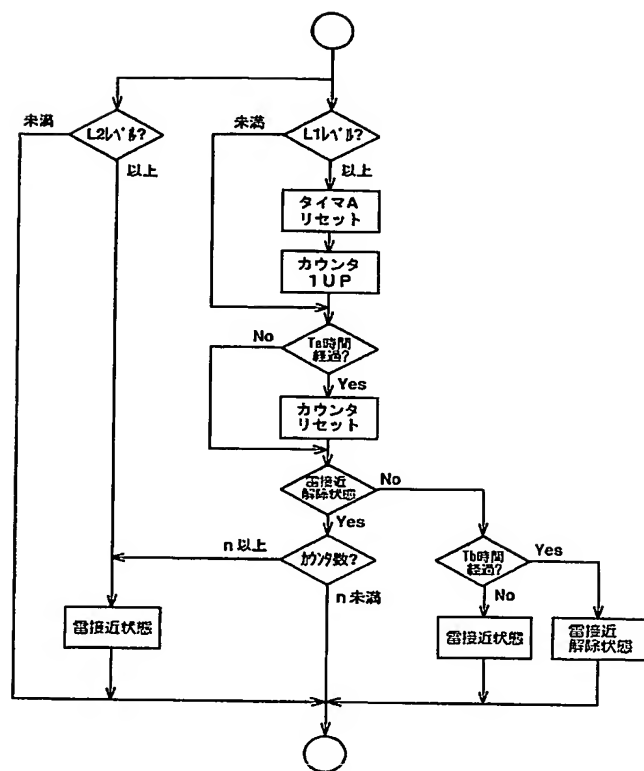 未満
L2レベル?
以上
未満
L1レベル?
以上
タイマA
リセット
カウンタ
1UP
No
Ta時間
経過?
Yes
カウンタ
リセット
雷接近
解除状態
No
Yes
n以上
カウンタ数?
n未満
Tb時間
経過?
Yes
No
雷接近状態
雷接近状態
雷接近
解除状態